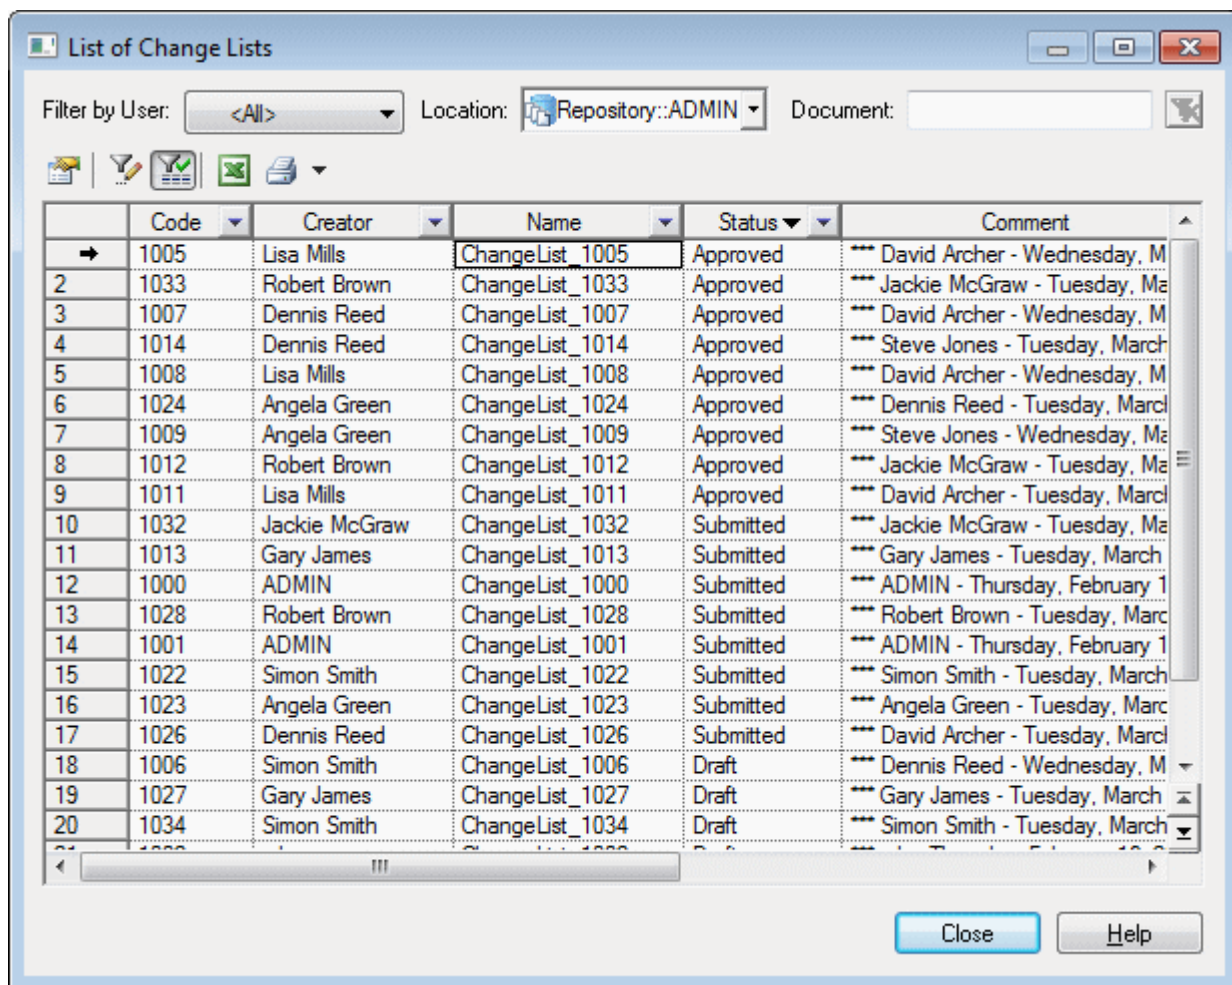 List of Change Lists
Filter by User: <All> Location: Repository::ADMIN Document:
Code Creator Name Status Comment
1005 Lisa Mills ChangeList_1005 Approved *** David Archer - Wednesday, M
2 1033 Robert Brown ChangeList_1033 Approved *** Jackie McGraw - Tuesday, Ma
3 1007 Dennis Reed ChangeList_1007 Approved *** David Archer - Wednesday, M
4 1014 Dennis Reed ChangeList_1014 Approved *** Steve Jones - Tuesday, March
5 1008 Lisa Mills ChangeList_1008 Approved *** David Archer - Wednesday, M
6 1024 Angela Green ChangeList_1024 Approved *** Dennis Reed - Tuesday, March
7 1009 Angela Green ChangeList_1009 Approved *** Steve Jones - Wednesday, Ma
8 1012 Robert Brown ChangeList_1012 Approved *** Jackie McGraw - Tuesday, Ma
9 1011 Lisa Mills ChangeList_1011 Approved *** David Archer - Tuesday, March
10 1032 Jackie McGraw ChangeList_1032 Submitted *** Jackie McGraw - Tuesday, Ma
11 1013 Gary James ChangeList_1013 Submitted *** Gary James - Tuesday, March
12 1000 ADMIN ChangeList_1000 Submitted *** ADMIN - Thursday, February 1
13 1028 Robert Brown ChangeList_1028 Submitted *** Robert Brown - Tuesday, Marc
14 1001 ADMIN ChangeList_1001 Submitted *** ADMIN - Thursday, February 1
15 1022 Simon Smith ChangeList_1022 Submitted *** Simon Smith - Tuesday, March
16 1023 Angela Green ChangeList_1023 Submitted *** Angela Green - Tuesday, Marc
17 1026 Dennis Reed ChangeList_1026 Submitted *** David Archer - Tuesday, March
18 1006 Simon Smith ChangeList_1006 Draft *** Dennis Reed - Wednesday, M
19 1027 Gary James ChangeList_1027 Draft *** Gary James - Tuesday, March
20 1034 Simon Smith ChangeList_1034 Draft *** Simon Smith - Tuesday, March
Close Help